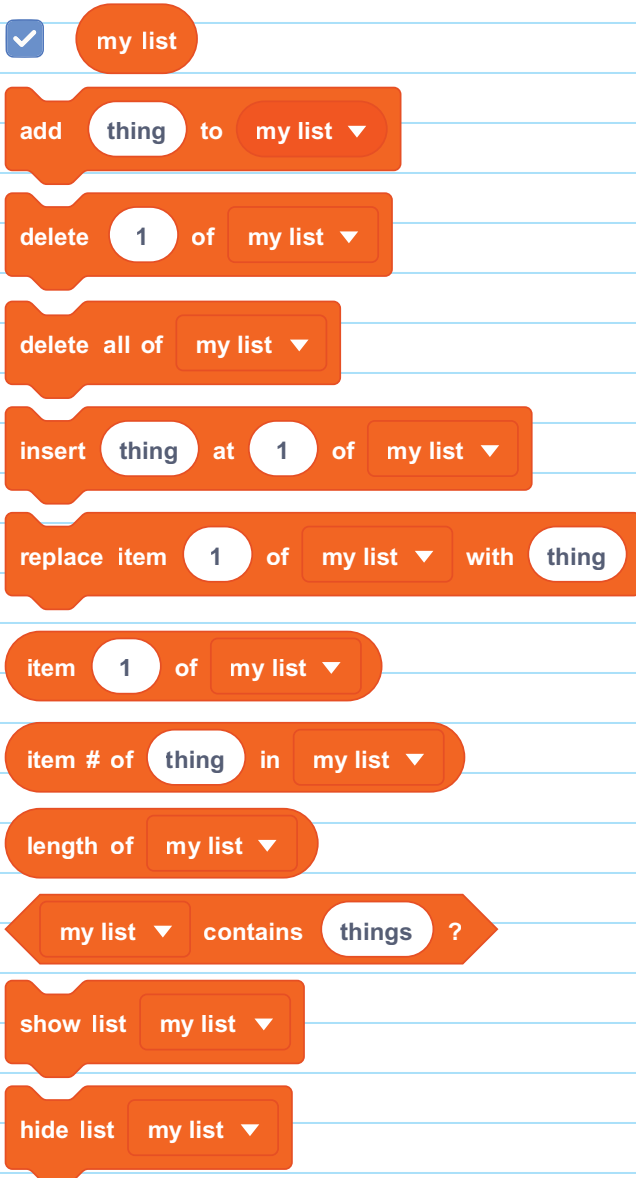 my list
add thing to my list
delete 1 of my list
delete all of my list
insert thing at 1 of my list
replace item 1 of my list with thing
item 1 of my list
item # of thing in my list
length of my list
my list contains things ?
show list my list
hide list my list